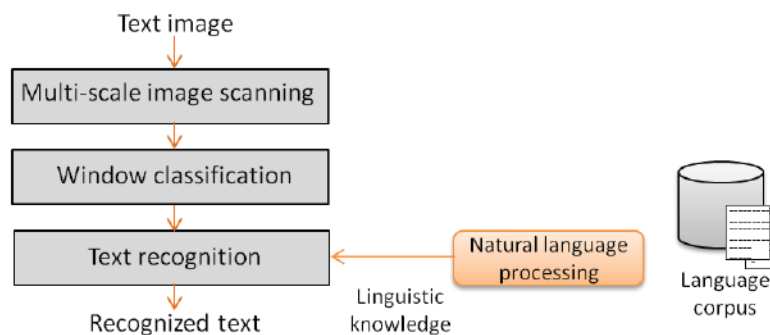 Text image
Multi-scale image scanning
Window classification
Text recognition
Natural language
processing
Linguistic
knowledge
Recognized text
Language
corpus